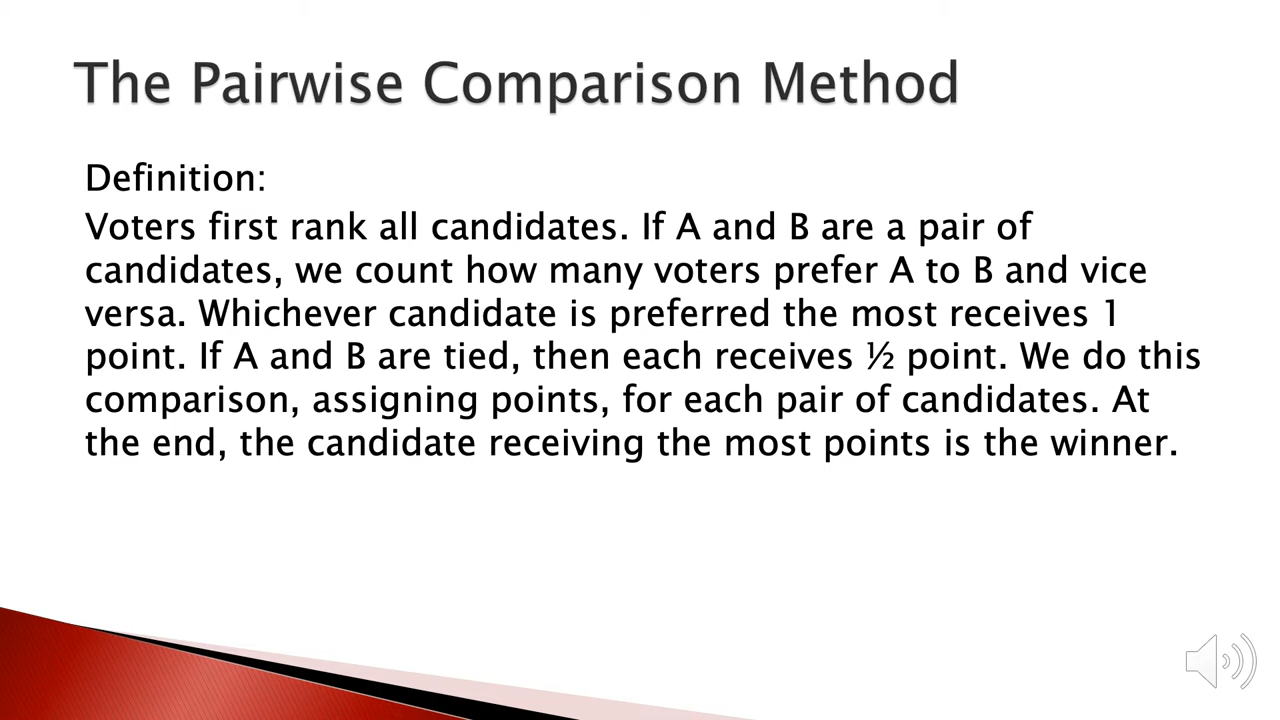 The Pairwise Comparison Method
Definition:
Voters first rank all candidates. If A and B are a pair of
candidates, we count how many voters prefer A to B and vice
versa. Whichever candidate is preferred the most receives 1
point. If A and B are tied, then each receives ½ point. We do this
comparison, assigning points, for each pair of candidates. At
the end, the candidate receiving the most points is the winner.